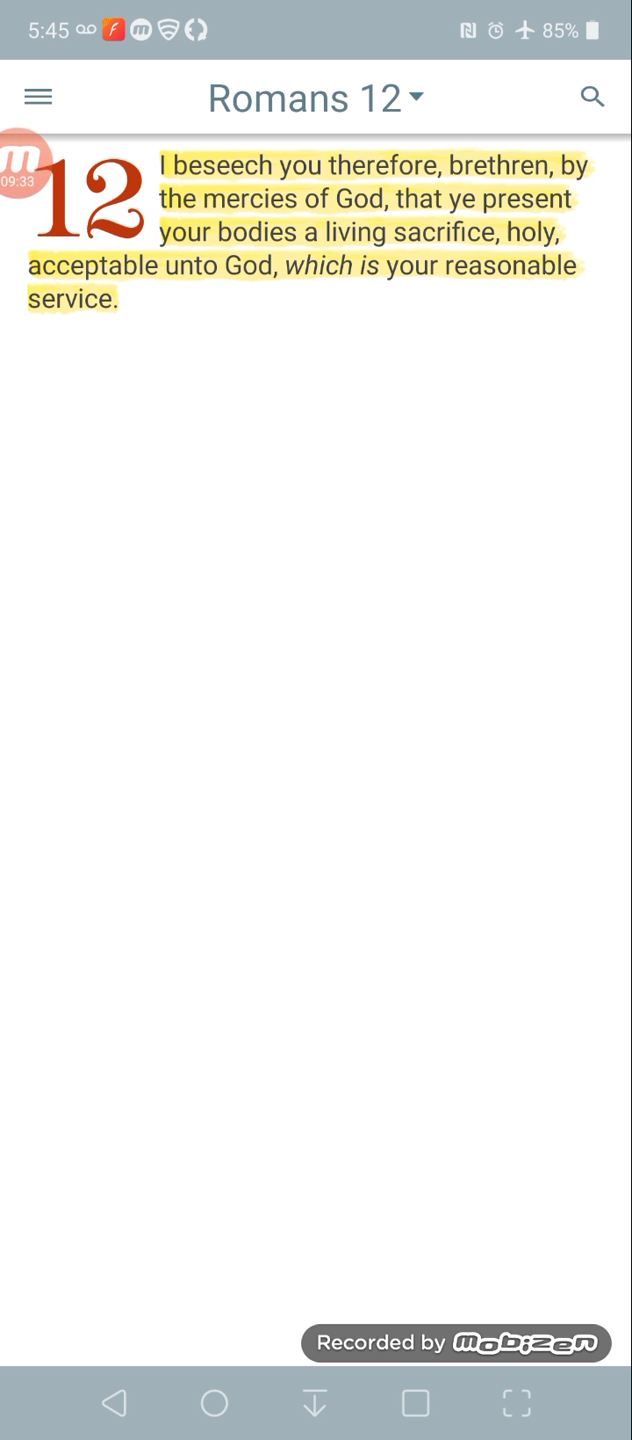 5:45 85%
Romans 12
09:33
12 I beseech you therefore, brethren, by
the mercies of God, that ye present
your bodies a living sacrifice, holy,
acceptable unto God, which is your reasonable
service.
Recorded by mobizen